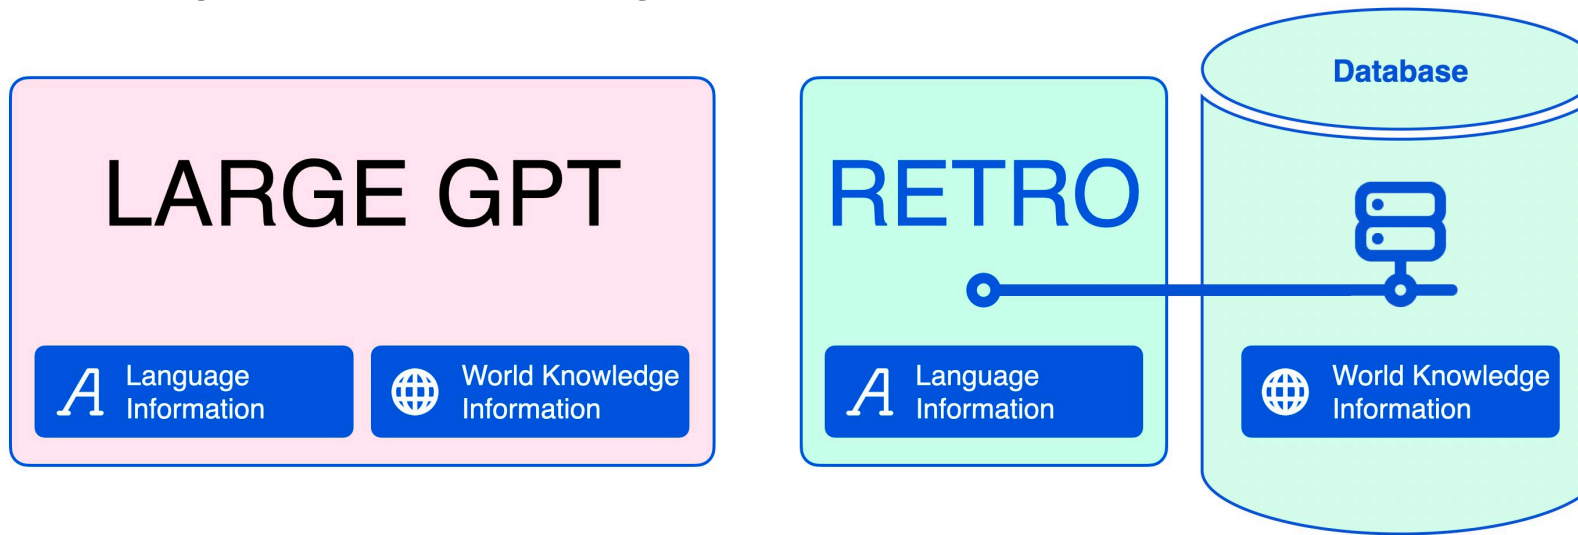 LARGE GPT
Language
Information
World Knowledge
Information
RETRO
Language
Information
Database
World Knowledge
Information